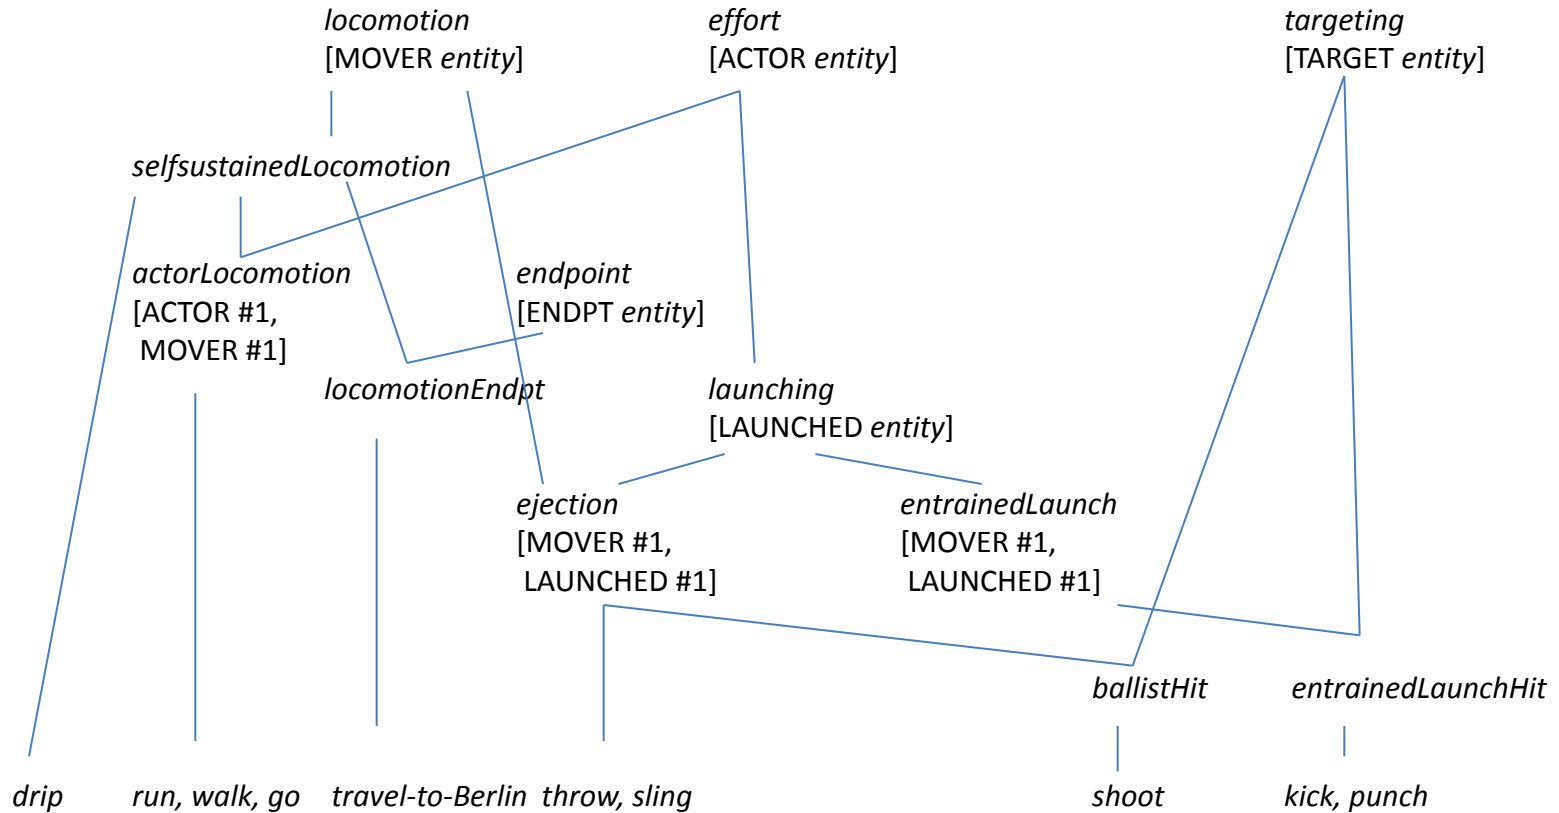 locomotion
[MOVER entity]
effort
[ACTOR entity]
targeting
[TARGET entity]
selfsustainedLocomotion
actorLocomotion
[ACTOR #1,
MOVER #1]
endpoint
[ENDPT entity]
locomotionEndpt
launching
[LAUNCHED entity]
ejection
[MOVER #1,
LAUNCHED #1]
entrainedLaunch
[MOVER #1,
LAUNCHED #1]
ballistHit
entrainedLaunchHit
drip
run, walk, go
travel-to-Berlin
throw, sling
shoot
kick, punch